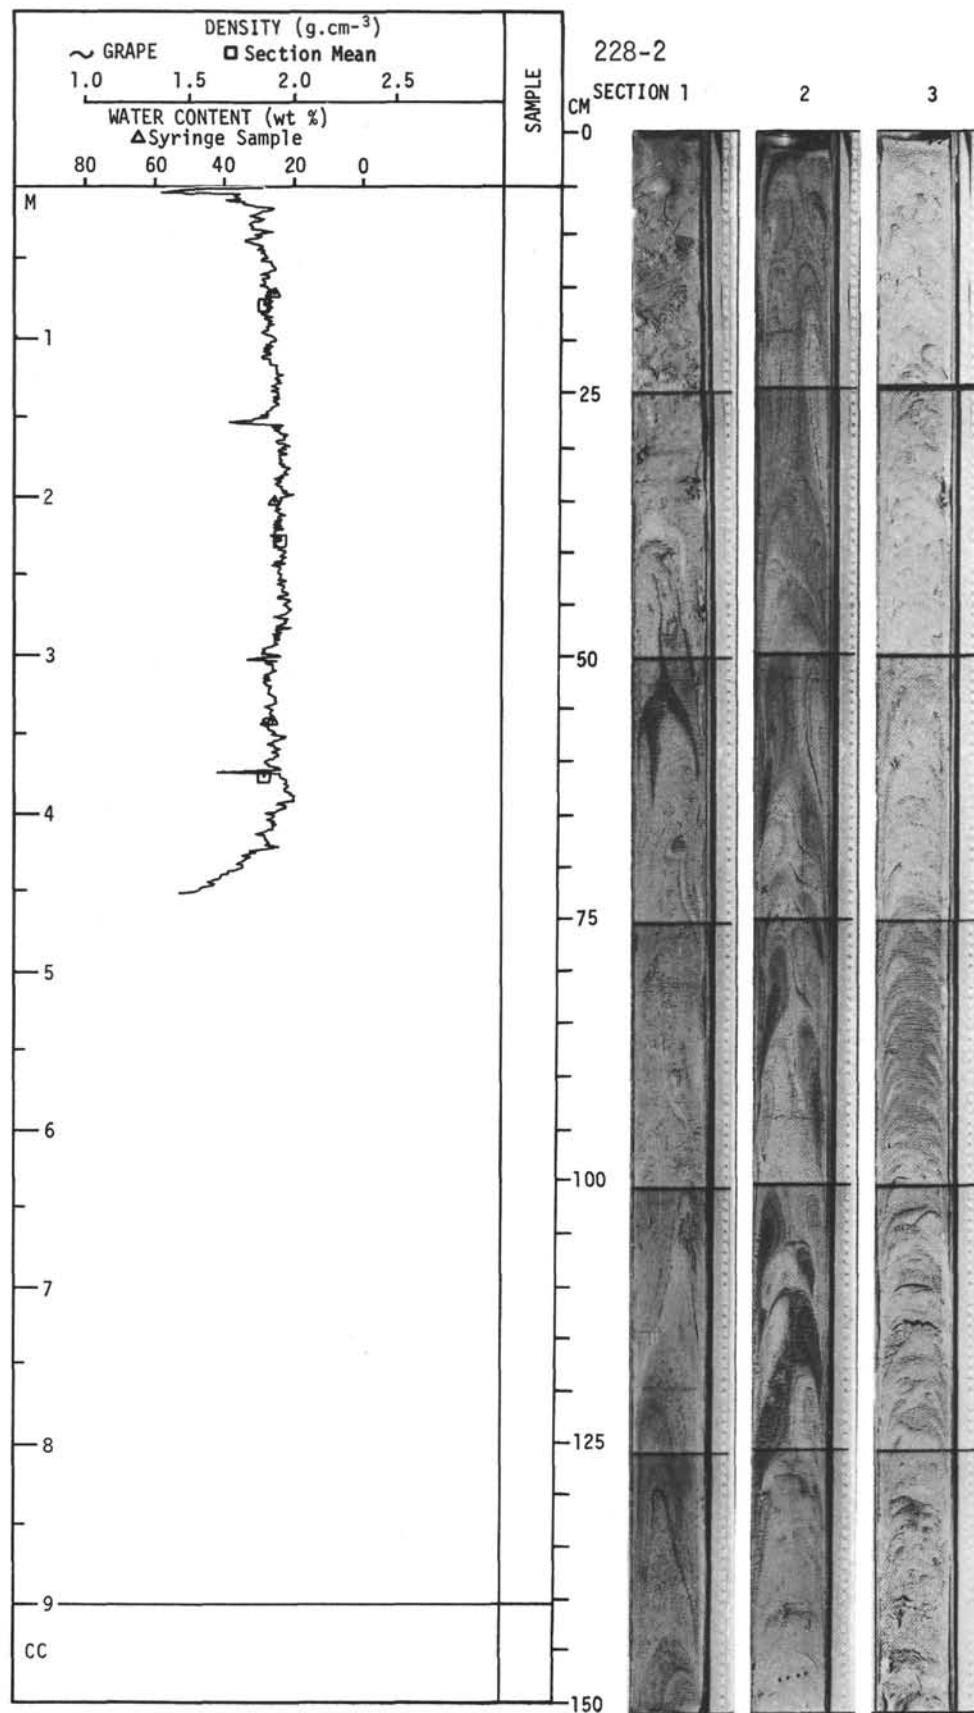 DENSITY (g.cm-³)
~ GRAPE □ Section Mean
1.0 1.5 2.0 2.5
WATER CONTENT (wt %)
△ Syringe Sample
80 60 40 20 0
M
1
2
3
4
5
6
7
8
9
CC
SAMPLE
228-2
CM SECTION 1 2 3
0
25
50
75
100
125
150